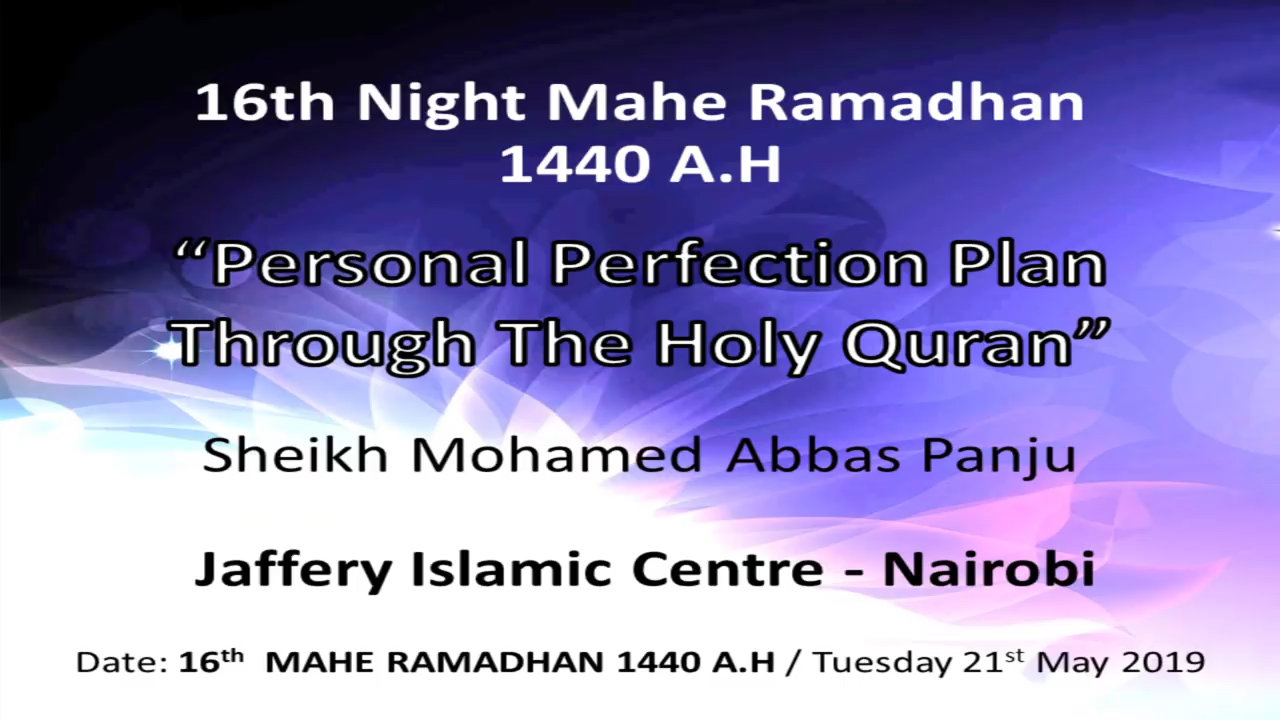 16th Night Mahe Ramadhan
1440 A.H
“Personal Perfection Plan
Through The Holy Quran”
Sheikh Mohamed Abbas Panju
Jaffery Islamic Centre - Nairobi
Date: 16th MAHE RAMADHAN 1440 A.H / Tuesday 21st May 2019